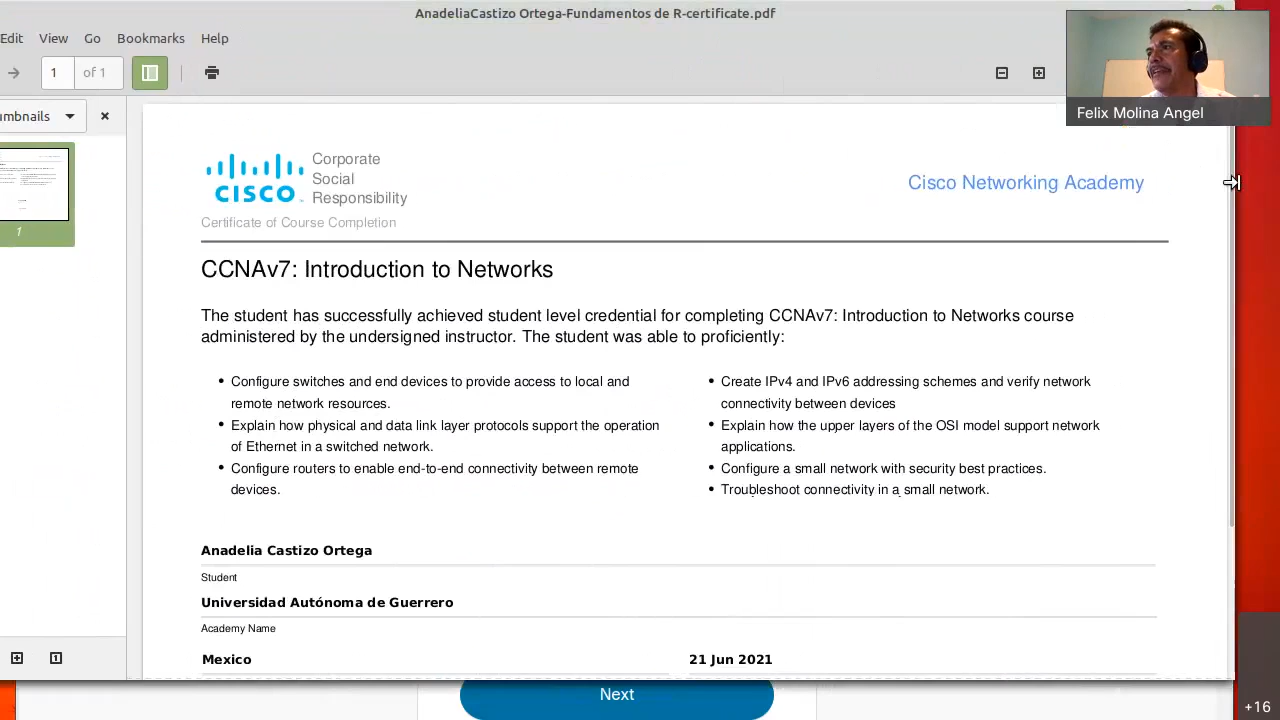 AnadeliaCastizo Ortega-Fundamentos de R-certificate.pdf
Edit View Go Bookmarks Help
1 of 1
umbnails
1
Felix Molina Angel
CISCO
Corporate
Social
Responsibility
Cisco Networking Academy
Certificate of Course Completion
CCNAv7: Introduction to Networks
The student has successfully achieved student level credential for completing CCNAv7: Introduction to Networks course
administered by the undersigned instructor. The student was able to proficiently:
• Configure switches and end devices to provide access to local and
remote network resources.
• Explain how physical and data link layer protocols support the operation
of Ethernet in a switched network.
• Configure routers to enable end-to-end connectivity between remote
devices.
• Create IPv4 and IPv6 addressing schemes and verify network
connectivity between devices
• Explain how the upper layers of the OSI model support network
applications.
• Configure a small network with security best practices.
• Troubleshoot connectivity in a small network.
Anadelia Castizo Ortega
Student
Universidad Autónoma de Guerrero
Academy Name
Mexico 21 Jun 2021
Next
+16